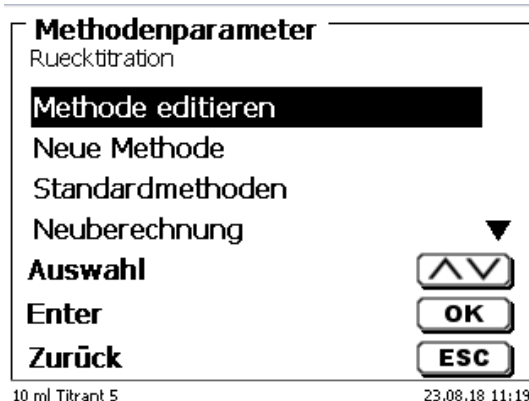 Methodenparameter
Ruecktitration
Methode editieren
Neue Methode
Standardmethoden
Neuberechnung
Auswahl
Enter OK
Zurück ESC
10 ml Titrant 5 23.08.18 11:19